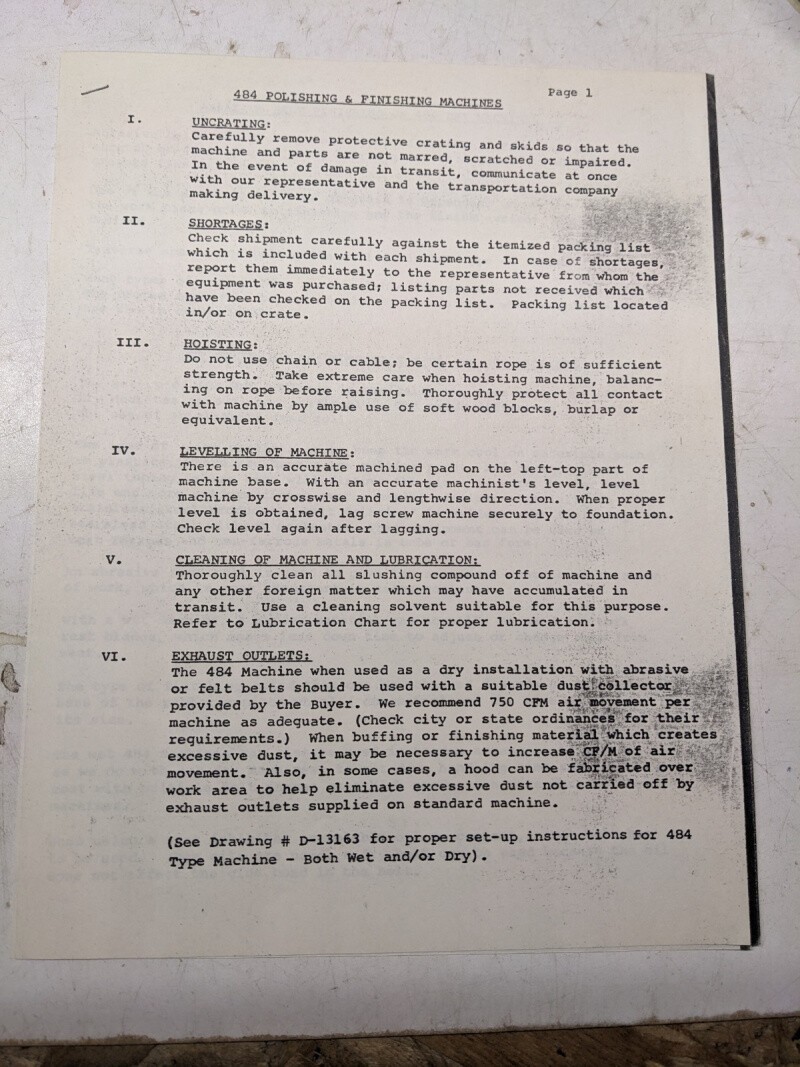 484 POLISHING & FINISHING MACHINES
Page 1
I.
UNCRATING:
Carefully remove protective crating and skids so that the
machine and parts are not marred, scratched or impaired.
In the event of damage in transit, communicate at once
with our representative and the transportation company
making delivery.
II.
SHORTAGES:
Check shipment carefully against the itemized packing list
which is included with each shipment. In case of shortages,
report them immediately to the representative from whom the
equipment was purchased; listing parts not received which
have been checked on the packing list. Packing list located
in/or on crate.
III.
HOISTING:
Do not use chain or cable; be certain rope is of sufficient
strength. Take extreme care when hoisting machine, balanc-
ing on rope before raising. Thoroughly protect all contact
with machine by ample use of soft wood blocks, burlap or
equivalent.
IV.
LEVELLING OF MACHINE:
There is an accurate machined pad on the left-top part of
machine base. With an accurate machinist's level, level
machine by crosswise and lengthwise direction. When proper
level is obtained, lag screw machine securely to foundation.
Check level again after lagging.
V.
CLEANING OF MACHINE AND LUBRICATION:
Thoroughly clean all slushing compound off of machine and
any other foreign matter which may have accumulated in
transit. Use a cleaning solvent suitable for this purpose.
Refer to Lubrication Chart for proper lubrication.
VI.
EXHAUST OUTLETS:
The 484 Machine when used as a dry installation with abrasive
or felt belts should be used with a suitable dust collector
provided by the Buyer. We recommend 750 CFM air movement per
machine as adequate. (Check city or state ordinances for their
requirements.) When buffing or finishing material which creates
excessive dust, it may be necessary to increase CF/M of air
movement. Also, in some cases, a hood can be fabricated over
work area to help eliminate excessive dust not carried off by
exhaust outlets supplied on standard machine.
(See Drawing # D-13163 for proper set-up instructions for 484
Type Machine - Both Wet and/or Dry).